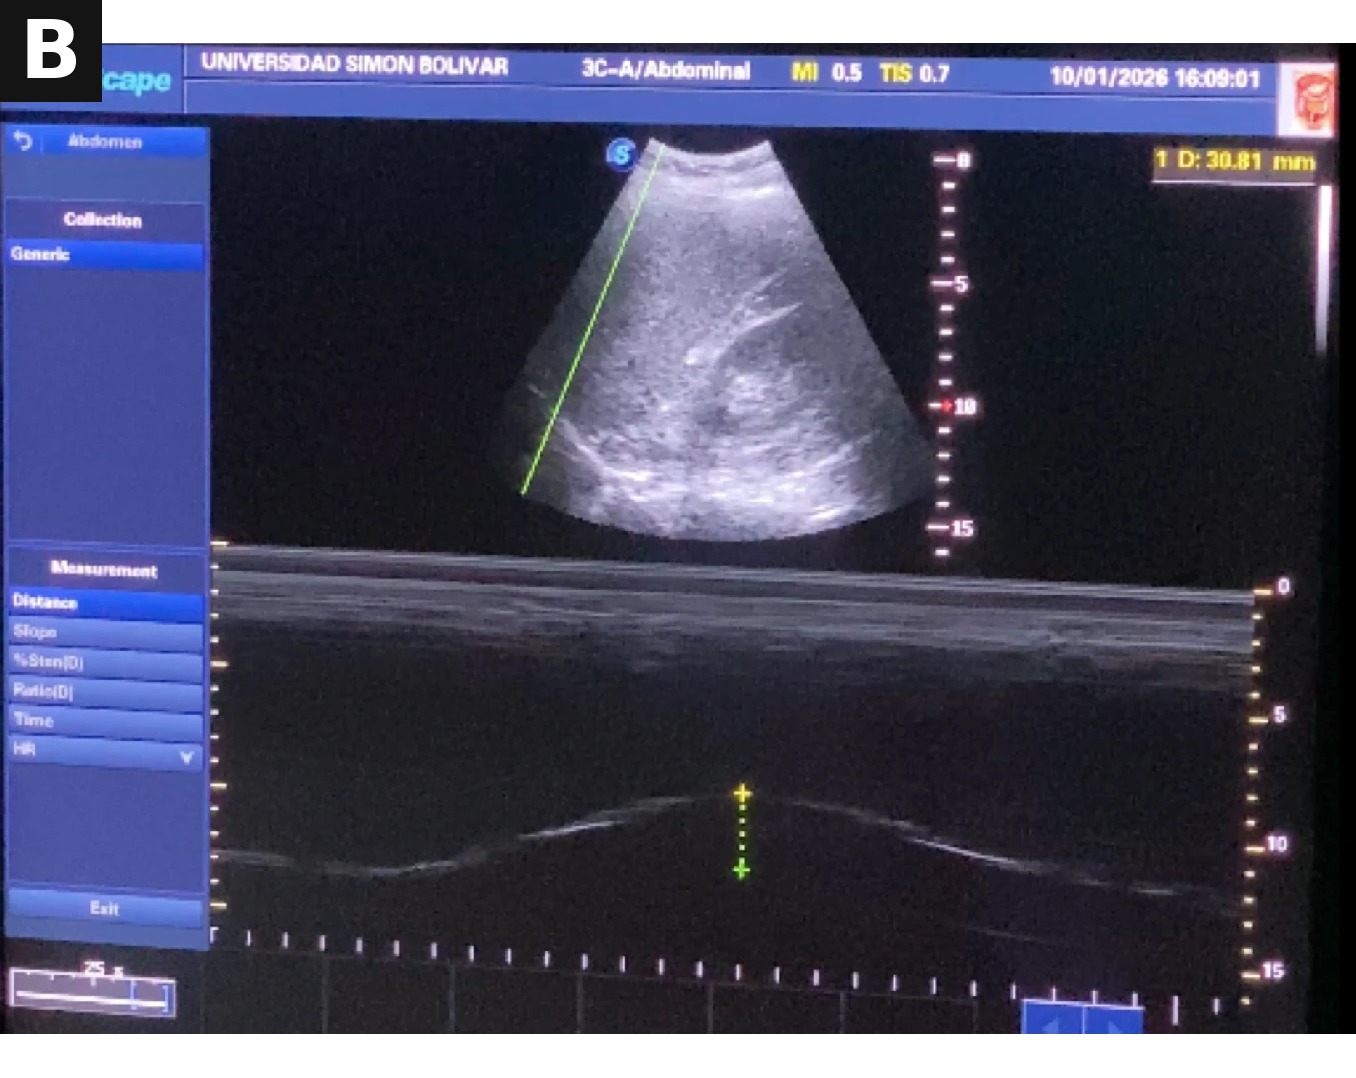 B
cape
UNIVERSIDAD SIMON BOLIVAR
3C-A/Abdominal
MI 0.5 TIS 0.7
10/01/2026 16:09:01
Abdomen
S
0
5
10
15
1 D: 30.81 mm
Collection
Generic
Measurement
Distance
Slope
%Sten(D)
Ratio(D)
Time
HR
Exit
25 s
0
5
10
15